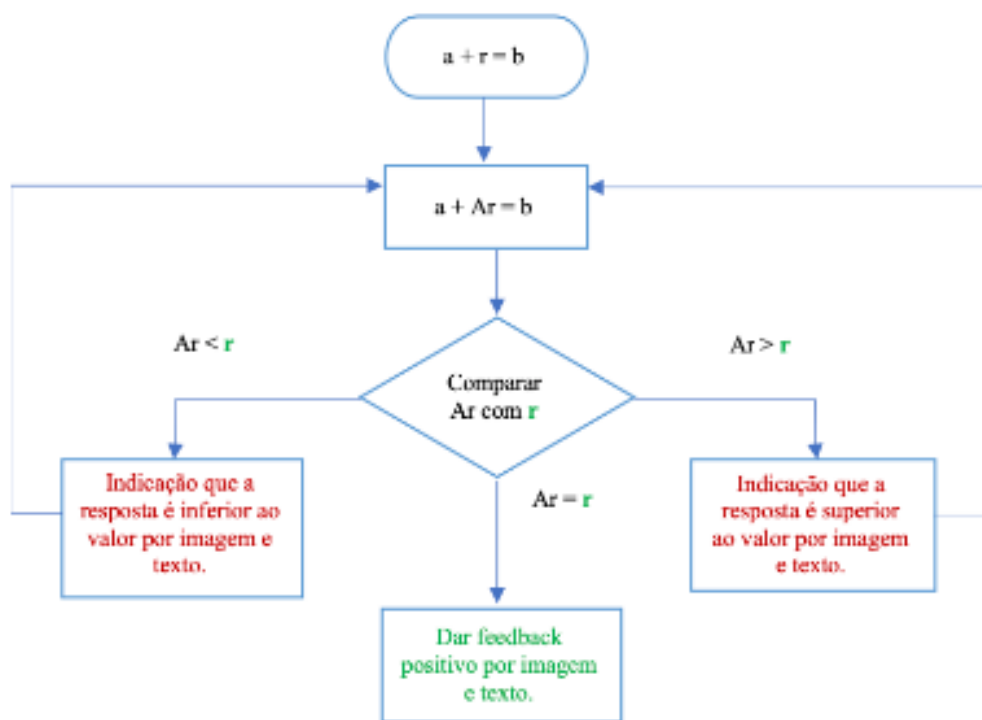 a + r = b
a + Ar = b
Ar < r
Ar > r
Comparar
Ar com r
Indicação que a
resposta é inferior ao
valor por imagem e
texto.
Ar = r
Indicação que a
resposta é superior
ao valor por imagem
e texto.
Dar feedback
positivo por imagem
e texto.